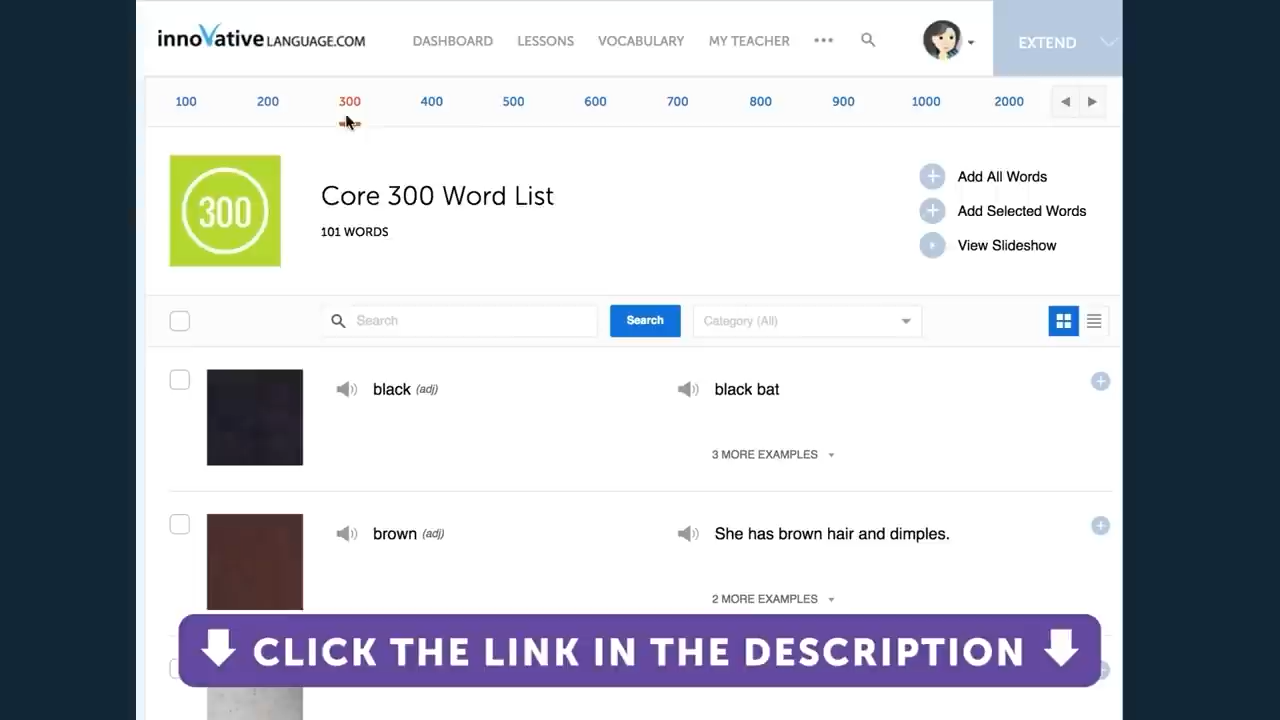 innoVativeLANGUAGE.COM DASHBOARD LESSONS VOCABULARY MY TEACHER EXTEND
100 200 300 400 500 600 700 800 900 1000 2000
300
Core 300 Word List
101 WORDS
Add All Words
Add Selected Words
View Slideshow
Search Search Category (All)
black (adj) black bat
3 MORE EXAMPLES
brown (adj) She has brown hair and dimples.
2 MORE EXAMPLES
CLICK THE LINK IN THE DESCRIPTION